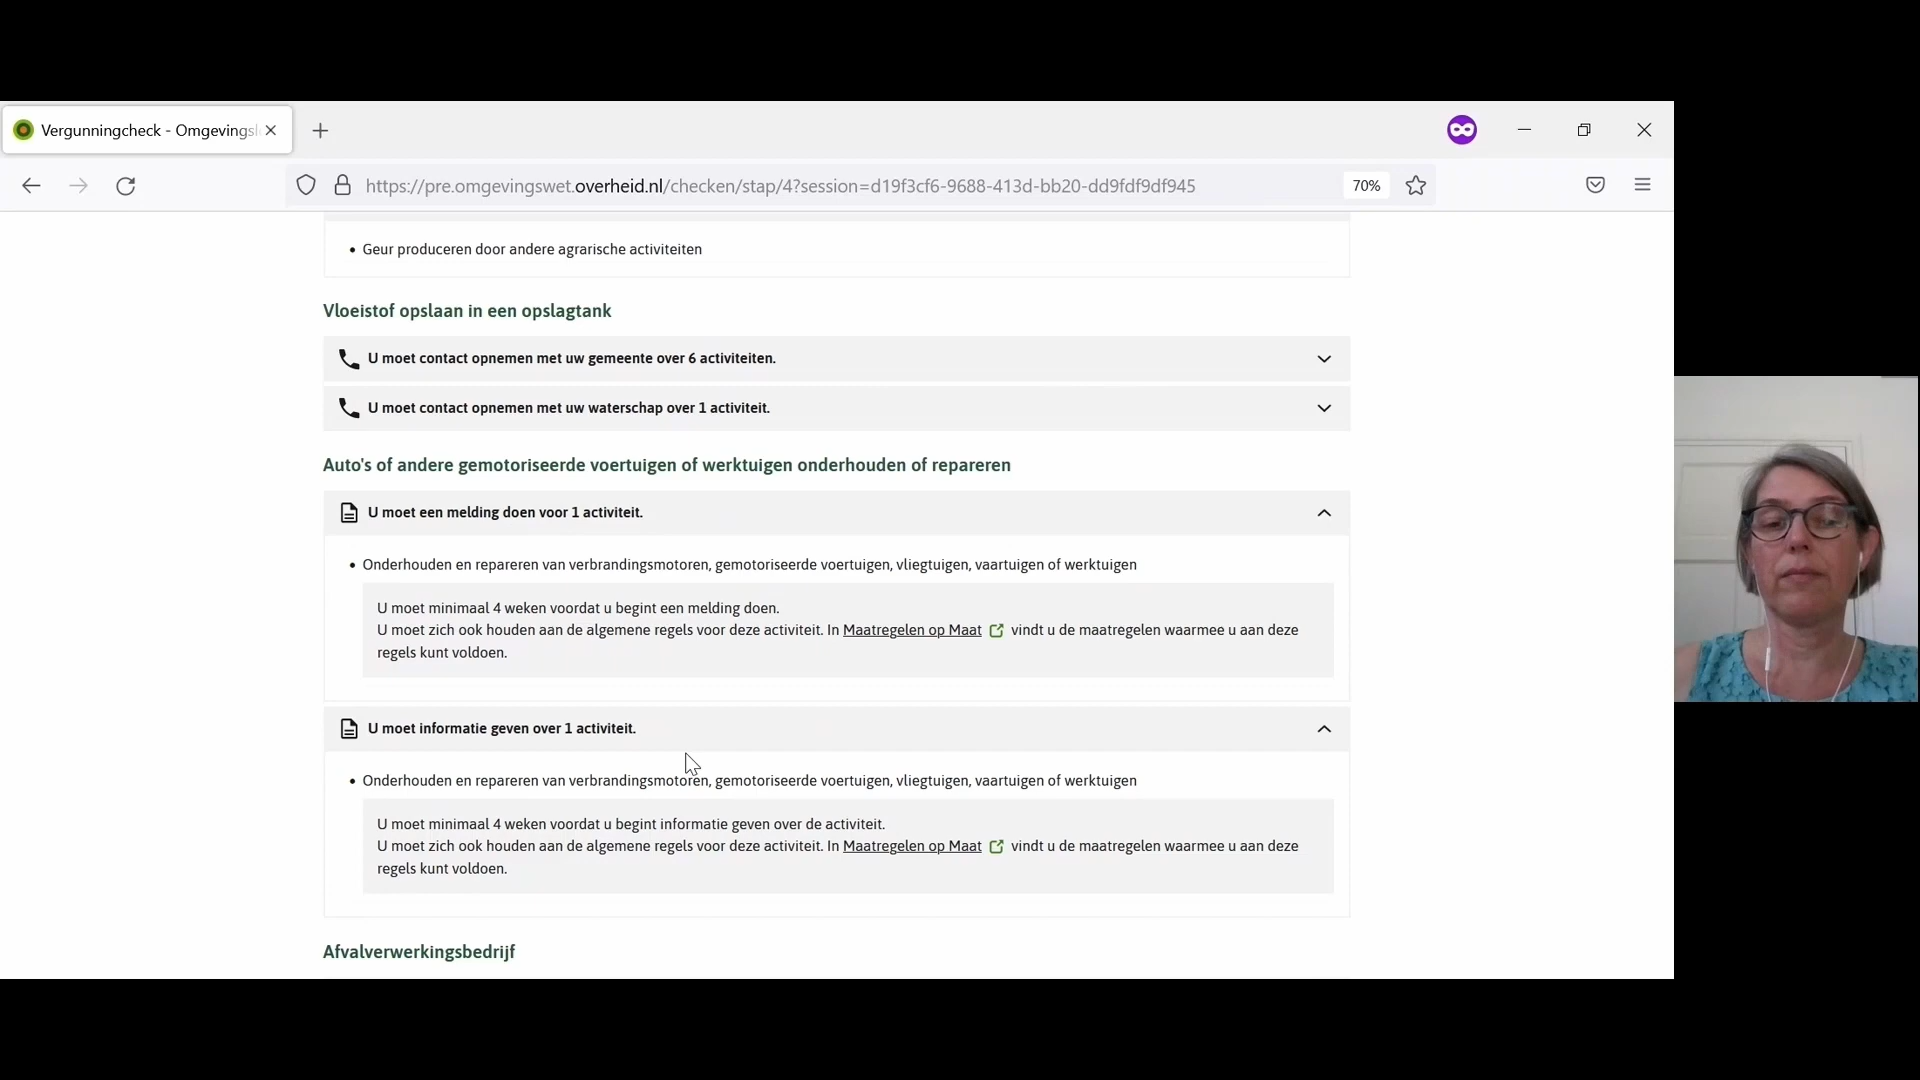 Vergunningcheck - Omgevingsl
https://pre.omgevingswet.overheid.nl/checken/stap/4?session=d19f3cf6-9688-413d-bb20-dd9fdf9df945
70%
• Geur produceren door andere agrarische activiteiten
Vloeistof opslaan in een opslagtank
U moet contact opnemen met uw gemeente over 6 activiteiten.
U moet contact opnemen met uw waterschap over 1 activiteit.
Auto's of andere gemotoriseerde voertuigen of werktuigen onderhouden of repareren
U moet een melding doen voor 1 activiteit.
• Onderhouden en repareren van verbrandingsmotoren, gemotoriseerde voertuigen, vliegtuigen, vaartuigen of werktuigen
U moet minimaal 4 weken voordat u begint een melding doen.
U moet zich ook houden aan de algemene regels voor deze activiteit. In Maatregelen op Maat vindt u de maatregelen waarmee u aan deze
regels kunt voldoen.
U moet informatie geven over 1 activiteit.
• Onderhouden en repareren van verbrandingsmotoren, gemotoriseerde voertuigen, vliegtuigen, vaartuigen of werktuigen
U moet minimaal 4 weken voordat u begint informatie geven over de activiteit.
U moet zich ook houden aan de algemene regels voor deze activiteit. In Maatregelen op Maat vindt u de maatregelen waarmee u aan deze
regels kunt voldoen.
Afvalverwerkingsbedrijf